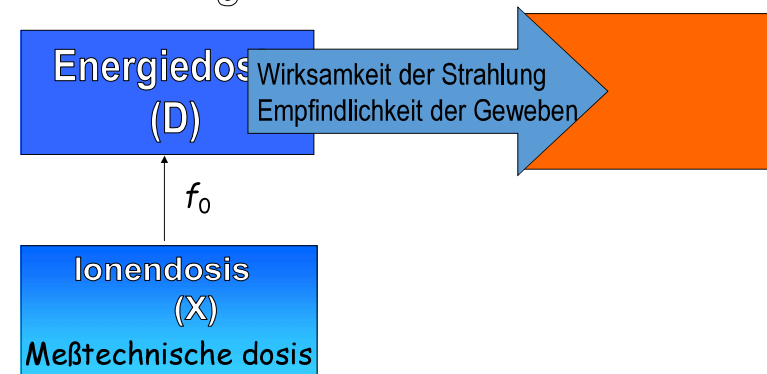 Energiedos
(D)
Wirksamkeit der Strahlung
Empfindlichkeit der Geweben
f₀
Ionendosis
(X)
Meßtechnische dosis